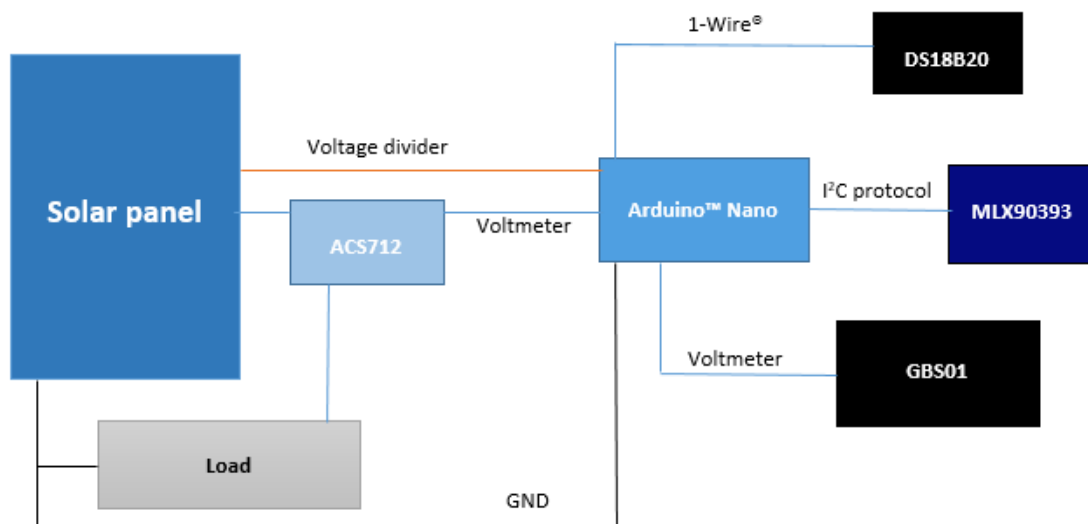 1-Wire®
DS18B20
Voltage divider
Solar panel
Arduino™ Nano
I²C protocol
MLX90393
ACS712
Voltmeter
Voltmeter
GBS01
Load
GND